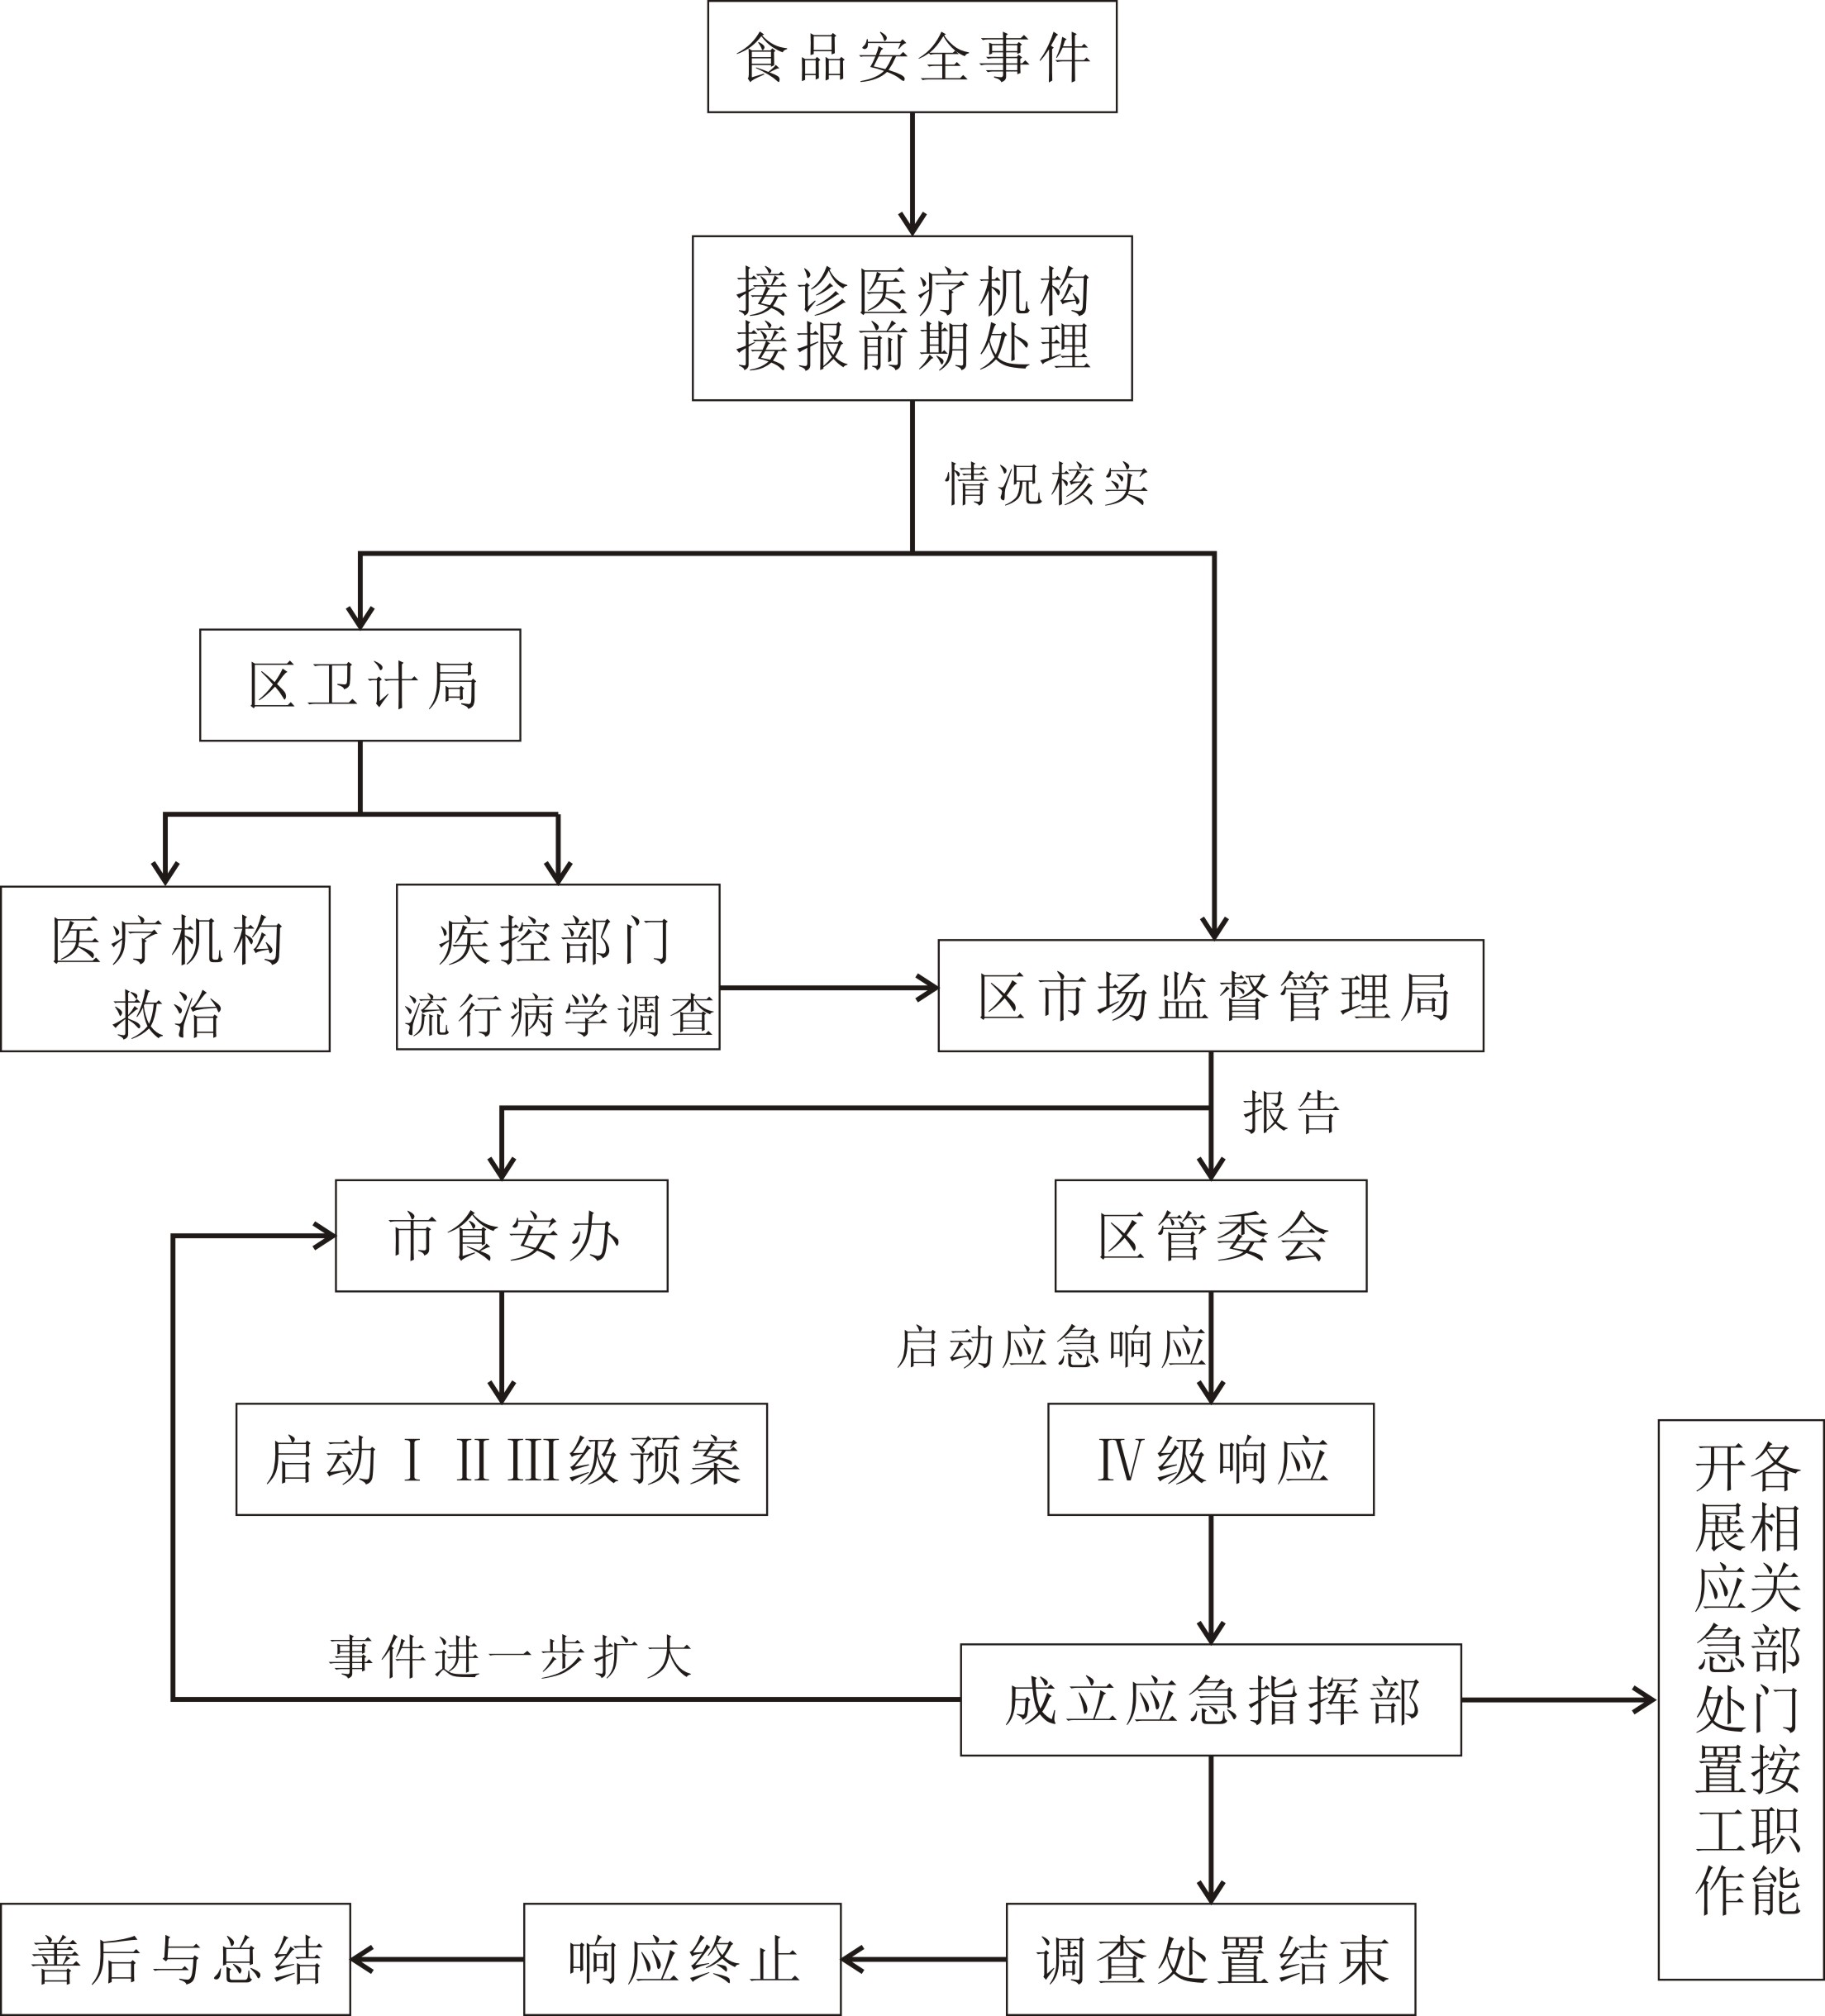 食品安全事件
接诊医疗机构
接报前期处理
情况核实
区卫计局
医疗机构
救治
疾控部门
流行病学调查
区市场监督管理局
报告
市食安办
区管委会
启动应急响应
启动Ⅰ ⅡⅢ级预案
Ⅳ级响应
各相关部门接职能
开展应急处置工作
事件进一步扩大
成立应急指挥部
善后与总结
响应终止
调查处置结束